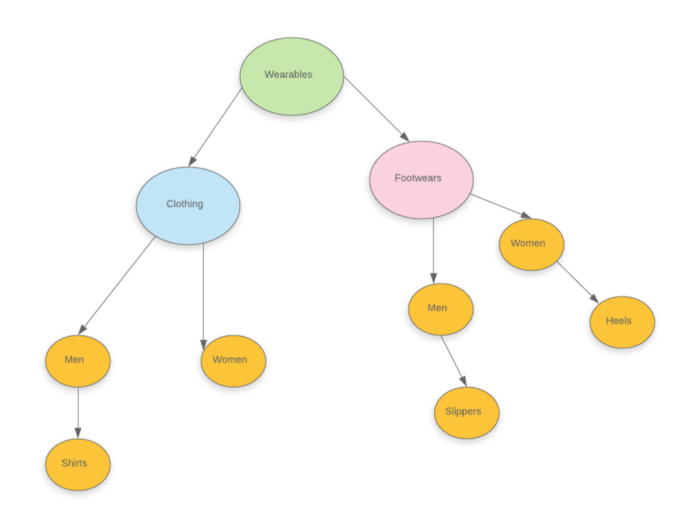 Wearables
Clothing
Footwears
Women
Men
Heels
Men
Women
Slippers
Shirts